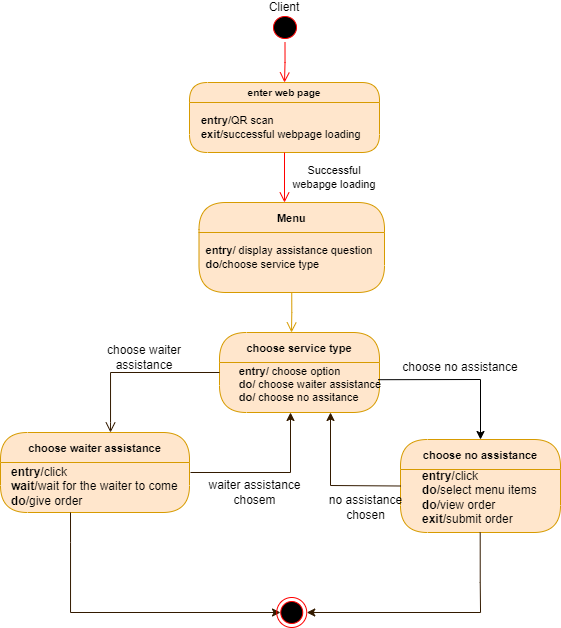 Client
enter web page
entry/QR scan
exit/successful webpage loading
Successful
webapge loading
Menu
entry/ display assistance question
do/choose service type
choose service type
entry/ choose option
do/ choose waiter assistance
do/ choose no assitance
choose waiter
assistance
choose no assistance
choose waiter assistance
entry/click
wait/wait for the waiter to come
do/give order
waiter assistance
chosem
no assistance
chosen
choose no assistance
entry/click
do/select menu items
do/view order
exit/submit order